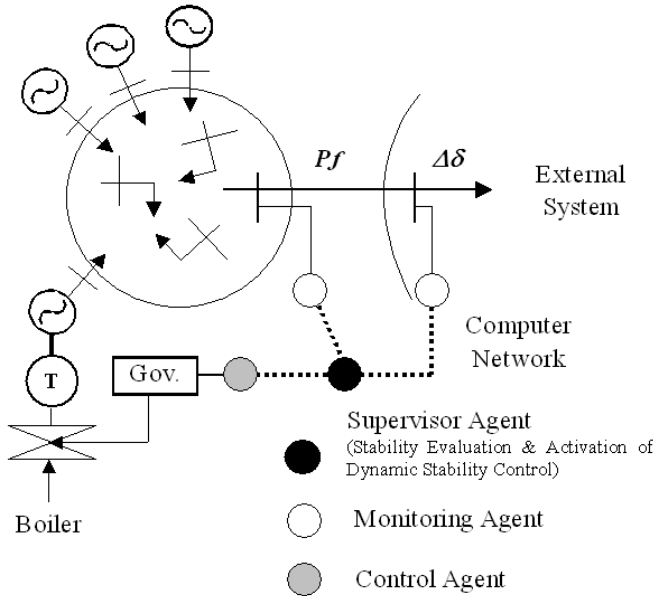 Pf
Δδ
External
System
Computer
Network
T
Gov.
Boiler
Supervisor Agent
(Stability Evaluation & Activation of
Dynamic Stability Control)
Monitoring Agent
Control Agent